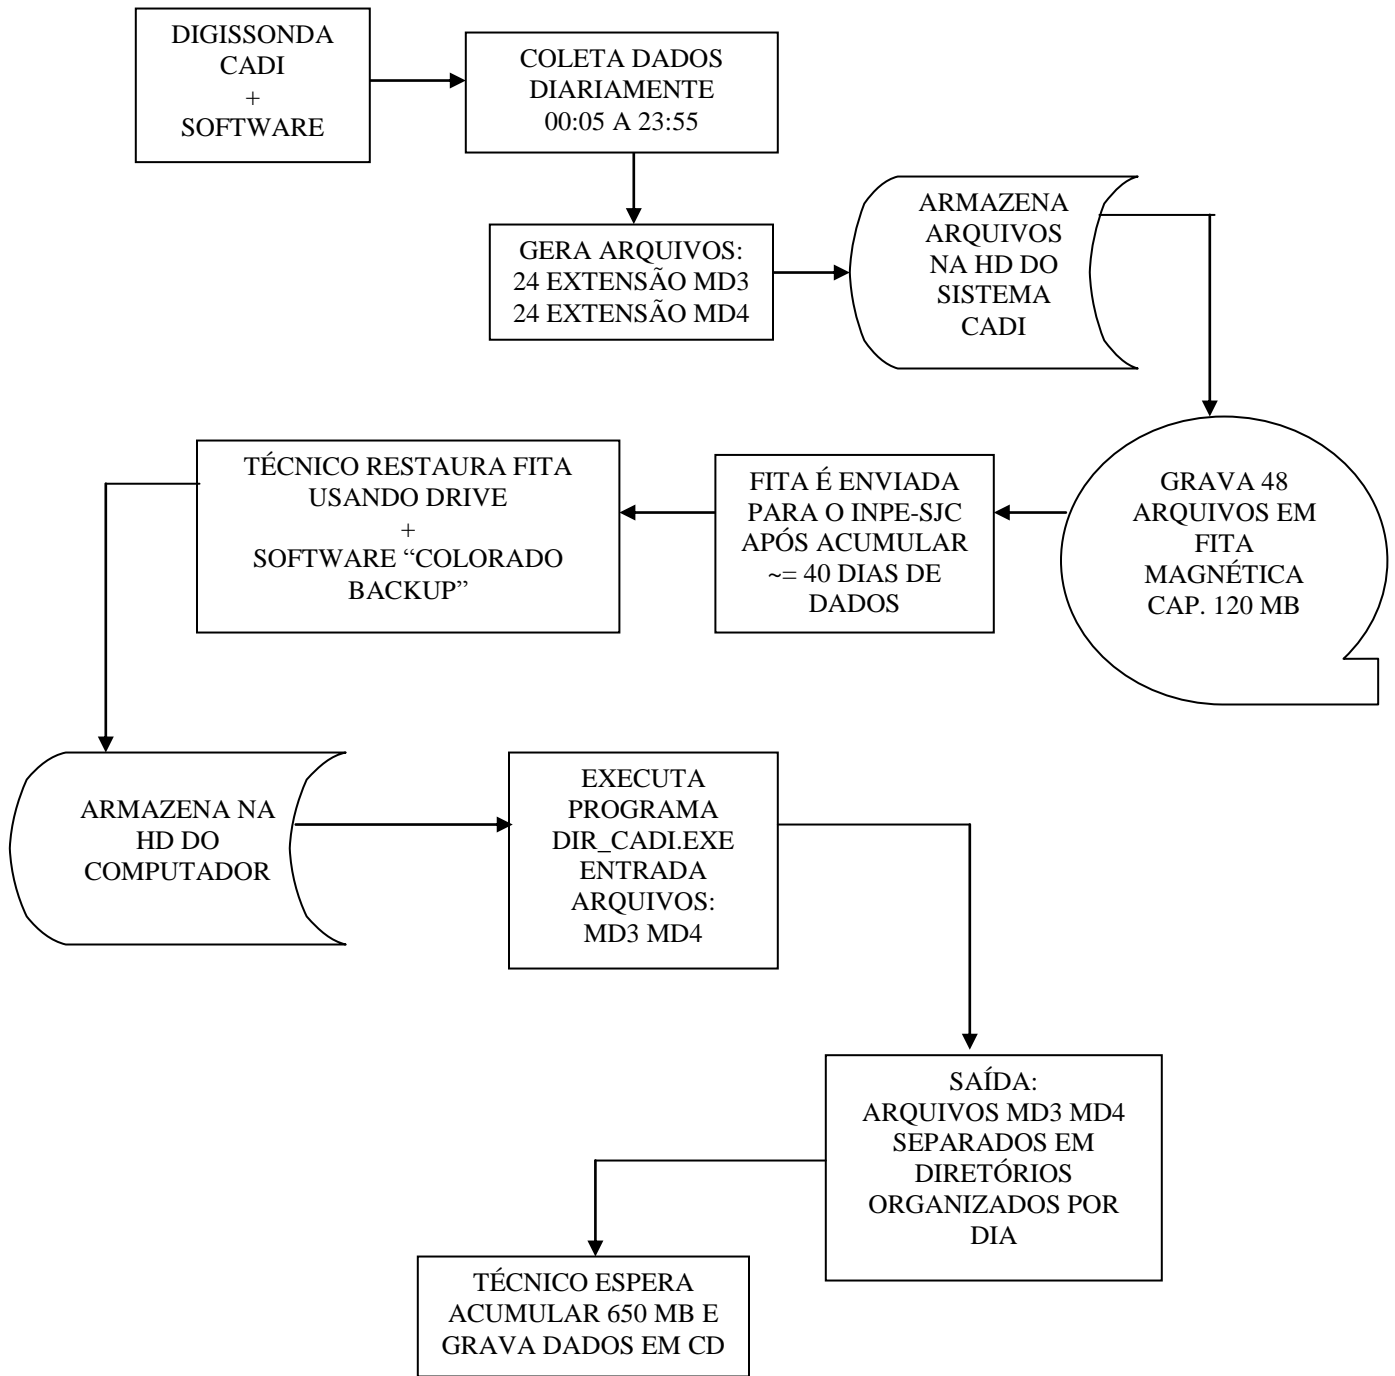 DIGISSONDA
CADI
+
SOFTWARE
COLETA DADOS
DIARIAMENTE
00:05 A 23:55
GERA ARQUIVOS:
24 EXTENSÃO MD3
24 EXTENSÃO MD4
ARMAZENA
ARQUIVOS
NA HD DO
SISTEMA
CADI
GRAVA 48
ARQUIVOS EM
FITA
MAGNÉTICA
CAP. 120 MB
FITA É ENVIADA
PARA O INPE-SJC
APÓS ACUMULAR
~= 40 DIAS DE
DADOS
TÉCNICO RESTAURA FITA
USANDO DRIVE
+
SOFTWARE “COLORADO
BACKUP”
ARMAZENA NA
HD DO
COMPUTADOR
EXECUTA
PROGRAMA
DIR_CADI.EXE
ENTRADA
ARQUIVOS:
MD3 MD4
SAÍDA:
ARQUIVOS MD3 MD4
SEPARADOS EM
DIRETÓRIOS
ORGANIZADOS POR
DIA
TÉCNICO ESPERA
ACUMULAR 650 MB E
GRAVA DADOS EM CD